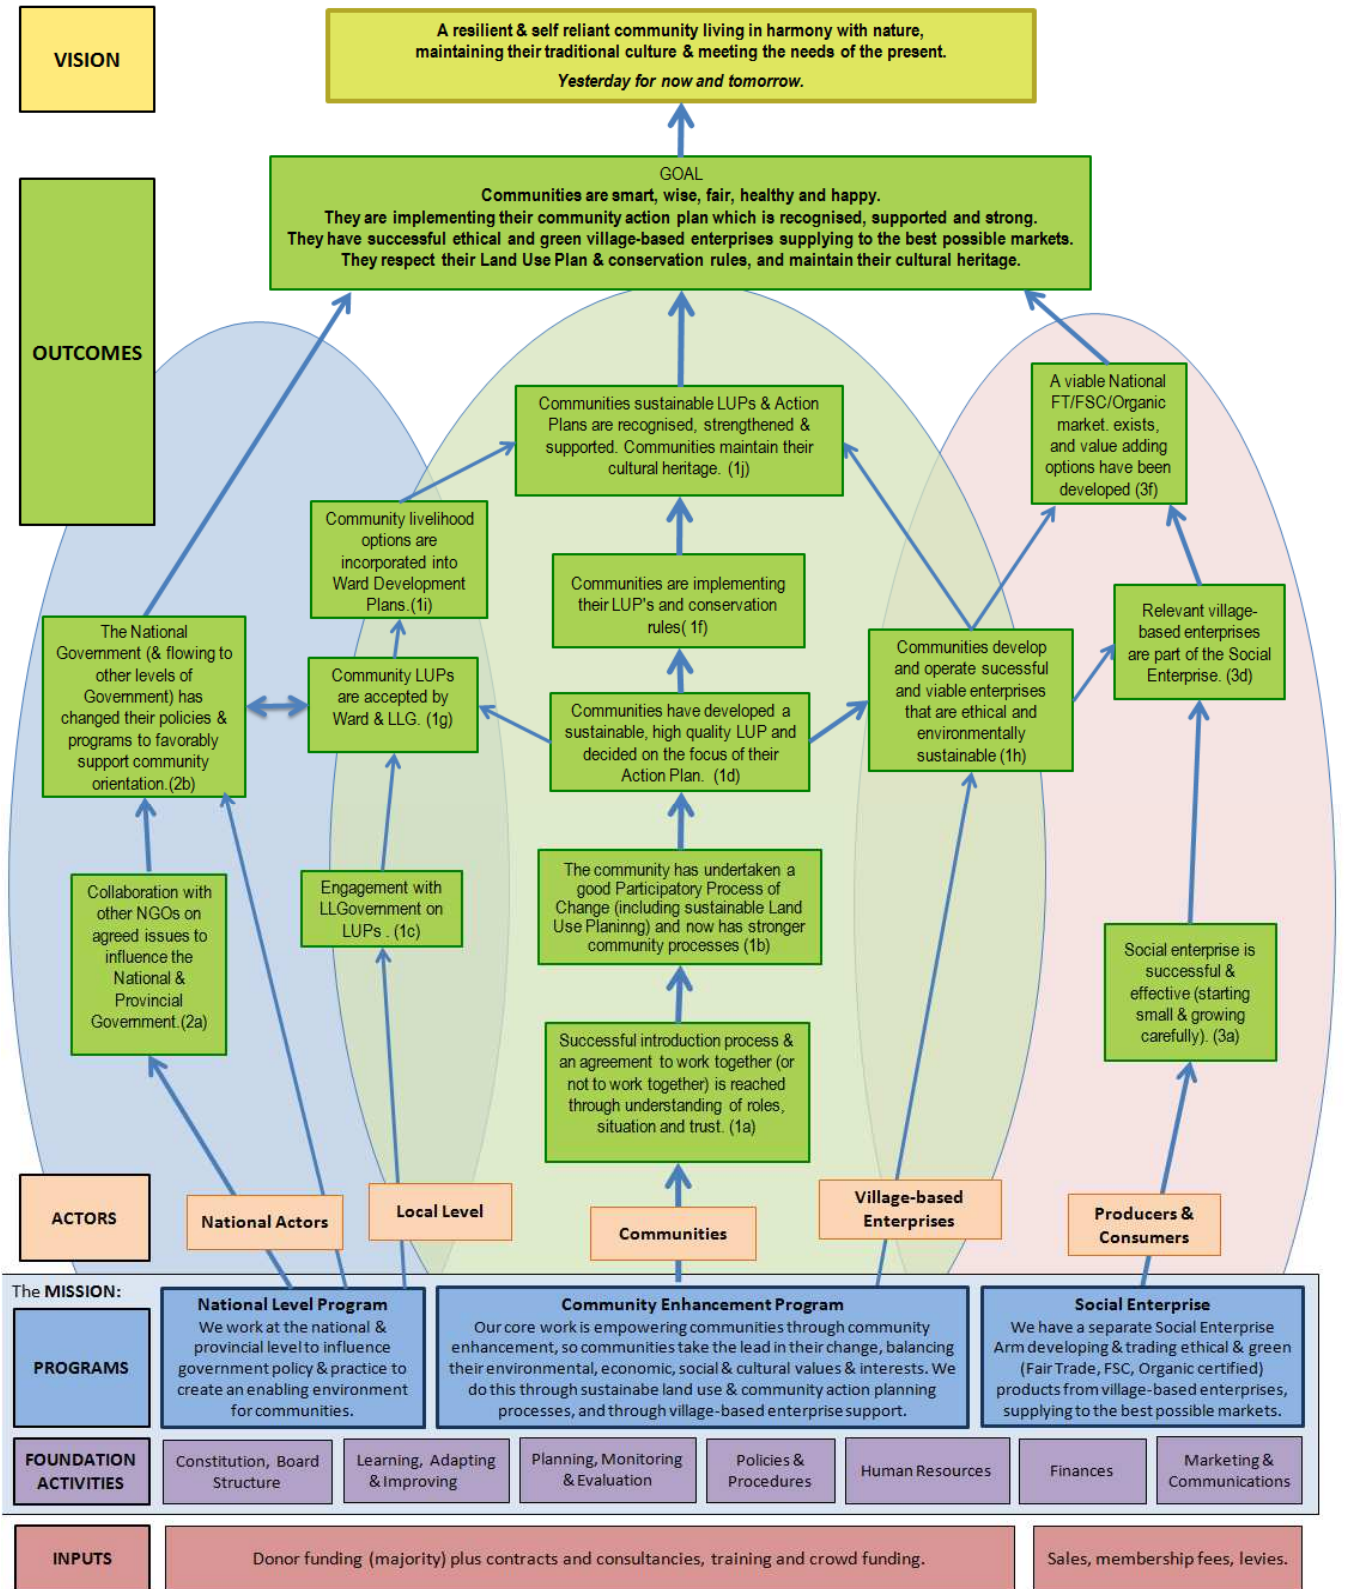 VISION
A resilient & self reliant community living in harmony with nature,
maintaining their traditional culture & meeting the needs of the present.
Yesterday for now and tomorrow.
OUTCOMES
GOAL
Communities are smart, wise, fair, healthy and happy.
They are implementing their community action plan which is recognised, supported and strong.
They have successful ethical and green village-based enterprises supplying to the best possible markets.
They respect their Land Use Plan & conservation rules, and maintain their cultural heritage.
Communities sustainable LUPs & Action
Plans are recognised, strengthened &
supported. Communities maintain their
cultural heritage. (1j)
A viable National
FT/FSC/Organic
market. exists,
and value adding
options have been
developed (3f)
Community livelihood
options are
incorporated into
Ward Development
Plans.(1i)
Communities are implementing
their LUP's and conservation
rules( 1f)
The National
Government (& flowing to
other levels of
Government) has
changed their policies &
programs to favorably
support community
orientation.(2b)
Community LUPs
are accepted by
Ward & LLG. (1g)
Communities have developed a
sustainable, high quality LUP and
decided on the focus of their
Action Plan. (1d)
Communities develop
and operate sucessful
and viable enterprises
that are ethical and
environmentally
sustainable (1h)
Relevant village-
based enterprises
are part of the Social
Enterprise. (3d)
Collaboration with
other NGOs on
agreed issues to
influence the
National &
Provincial
Government.(2a)
Engagement with
LLGovernment on
LUPs . (1c)
The community has undertaken a
good Participatory Process of
Change (including sustainable Land
Use Planinng) and now has stronger
community processes (1b)
Social enterprise is
successful &
effective (starting
small & growing
carefully). (3a)
Successful introduction process &
an agreement to work together (or
not to work together) is reached
through understanding of roles,
situation and trust. (1a)
ACTORS
National Actors
Local Level
Communities
Village-based
Enterprises
Producers &
Consumers
The MISSION:
PROGRAMS
National Level Program
We work at the national &
provincial level to influence
government policy & practice to
create an enabling environment
for communities.
Community Enhancement Program
Our core work is empowering communities through community
enhancement, so communities take the lead in their change, balancing
their environmental, economic, social & cultural values & interests. We
do this through sustainabe land use & community action planning
processes, and through village-based enterprise support.
Social Enterprise
We have a separate Social Enterprise
Arm developing & trading ethical & green
(Fair Trade, FSC, Organic certified)
products from village-based enterprises,
supplying to the best possible markets.
FOUNDATION
ACTIVITIES
Constitution, Board
Structure
Learning, Adapting
& Improving
Planning, Monitoring
& Evaluation
Policies &
Procedures
Human Resources
Finances
Marketing &
Communications
INPUTS
Donor funding (majority) plus contracts and consultancies, training and crowd funding.
Sales, membership fees, levies.